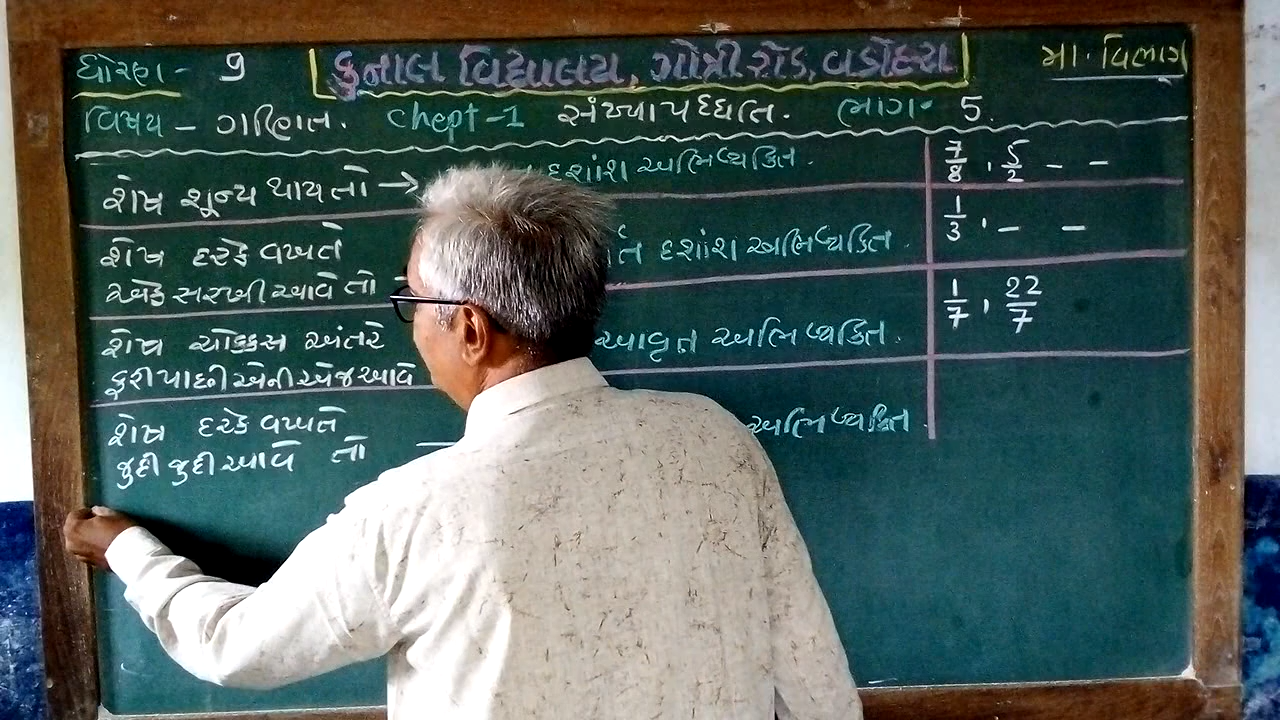 ધોરણ - 9 કુનાલ વિદ્યાલય, ગોત્રી રોડ, વડોદરા મા. વિભાગ
વિષય - ગણિત. Chept-1 સંખ્યા પધ્ધતિ. ભાગ- 5.
શેષ શૂન્ય થાય તો → દશાંશ અભિવ્યકિત. 7/8, 5/2 - -
શેષ દરેક વખતે
એક સરખી આવે તો દશાંશ અભિવ્યકિત. 1/3, - -
શેષ ચોક્કસ અંતરે
ફરી પાછી એની એજ આવે આવૃત અભિવ્યકિત. 1/7, 22/7
શેષ દરેક વખતે
જુદી જુદી આવે તો અભિવ્યકિત.